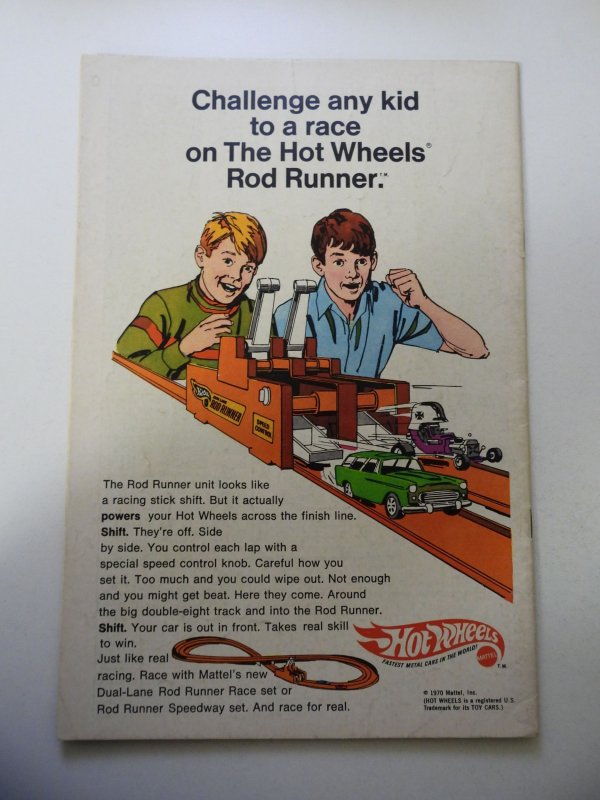 Challenge any kid
to a race
on The Hot Wheels®
Rod Runner.™
ROD RUNNER
SPEED
CONTROL
The Rod Runner unit looks like
a racing stick shift. But it actually
powers your Hot Wheels across the finish line.
Shift. They're off. Side
by side. You control each lap with a
special speed control knob. Careful how you
set it. Too much and you could wipe out. Not enough
and you might get beat. Here they come. Around
the big double-eight track and into the Rod Runner.
Shift. Your car is out in front. Takes real skill
to win.
Just like real
racing. Race with Mattel's new
Dual-Lane Rod Runner Race set or
Rod Runner Speedway set. And race for real.
HOT WHEELS
FASTEST METAL CARS IN THE WORLD!
MATTEL
T.M.
© 1970 Mattel, Inc.
(HOT WHEELS is a registered U.S.
Trademark for its TOY CARS.)